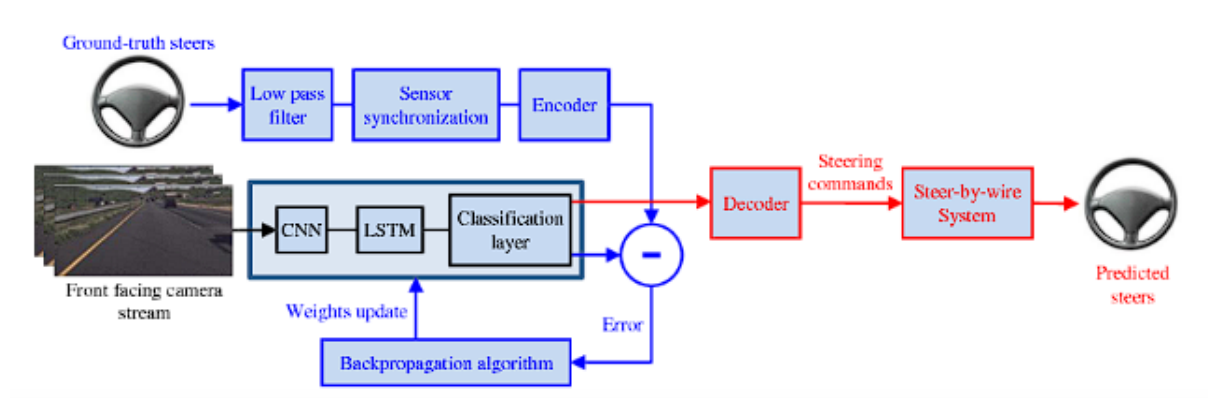 Ground-truth steers
Low pass
filter
Sensor
synchronization
Encoder
CNN
LSTM
Classification
layer
Front facing camera
stream
Weights update
Backpropagation algorithm
Error
-
Decoder
Steering
commands
Steer-by-wire
System
Predicted
steers